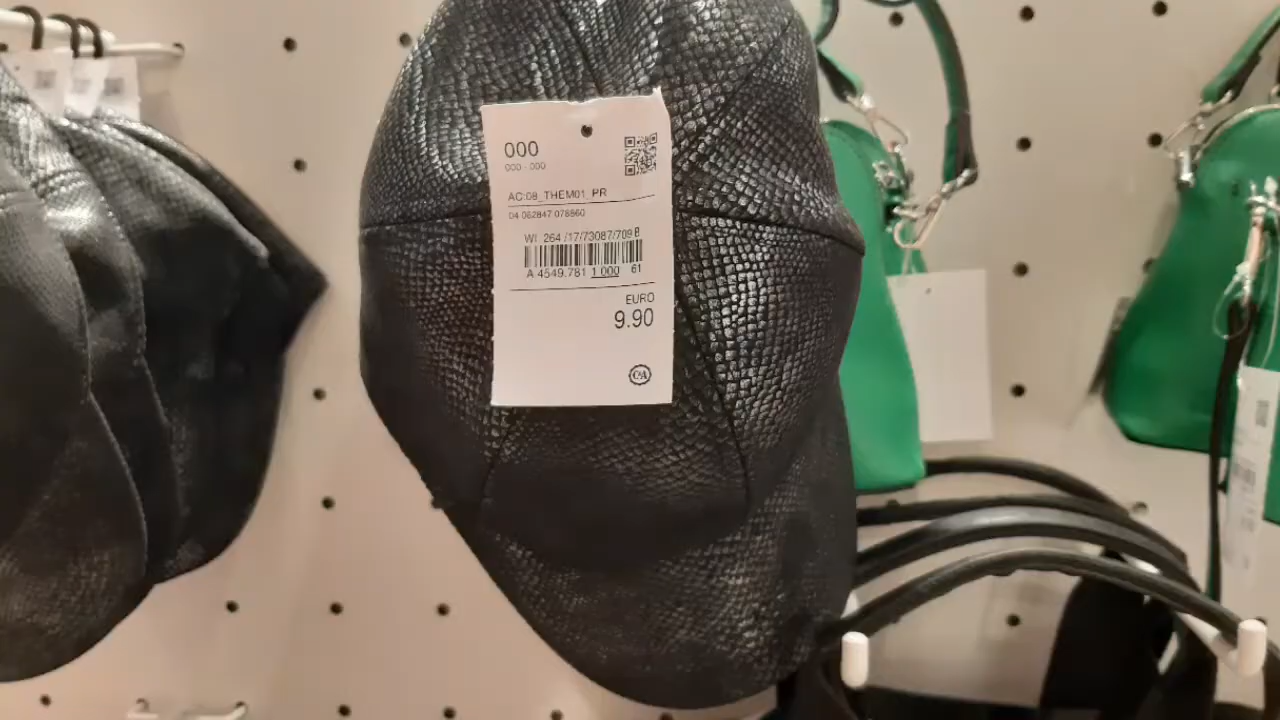 000
000 - 000
AC:08_THEM01_PR
04 062847 078860
WI 264 /17/73087/709 8
A 4549.781 1 000 61
EURO
9.90
C&A